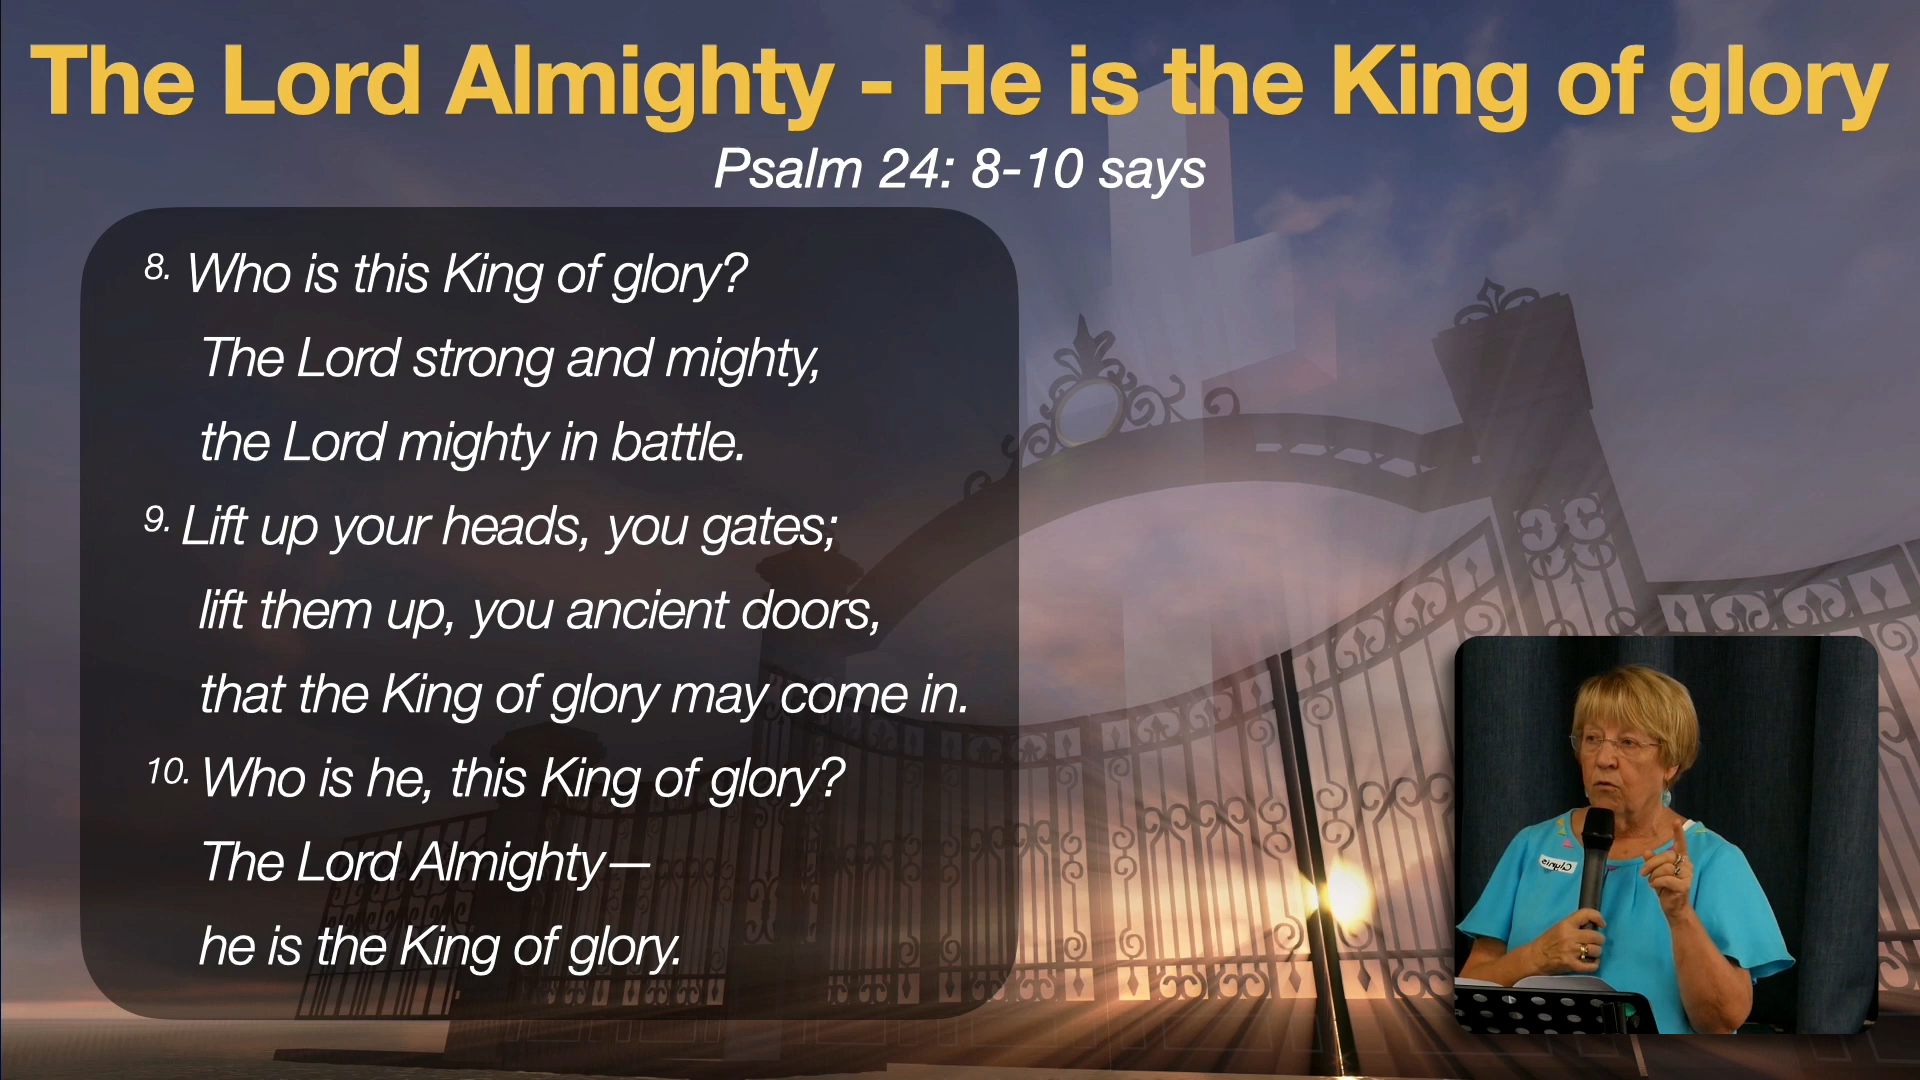 The Lord Almighty - He is the King of glory
Psalm 24: 8-10 says
8. Who is this King of glory?
The Lord strong and mighty,
the Lord mighty in battle.
9. Lift up your heads, you gates;
lift them up, you ancient doors,
that the King of glory may come in.
10. Who is he, this King of glory?
The Lord Almighty—
he is the King of glory.